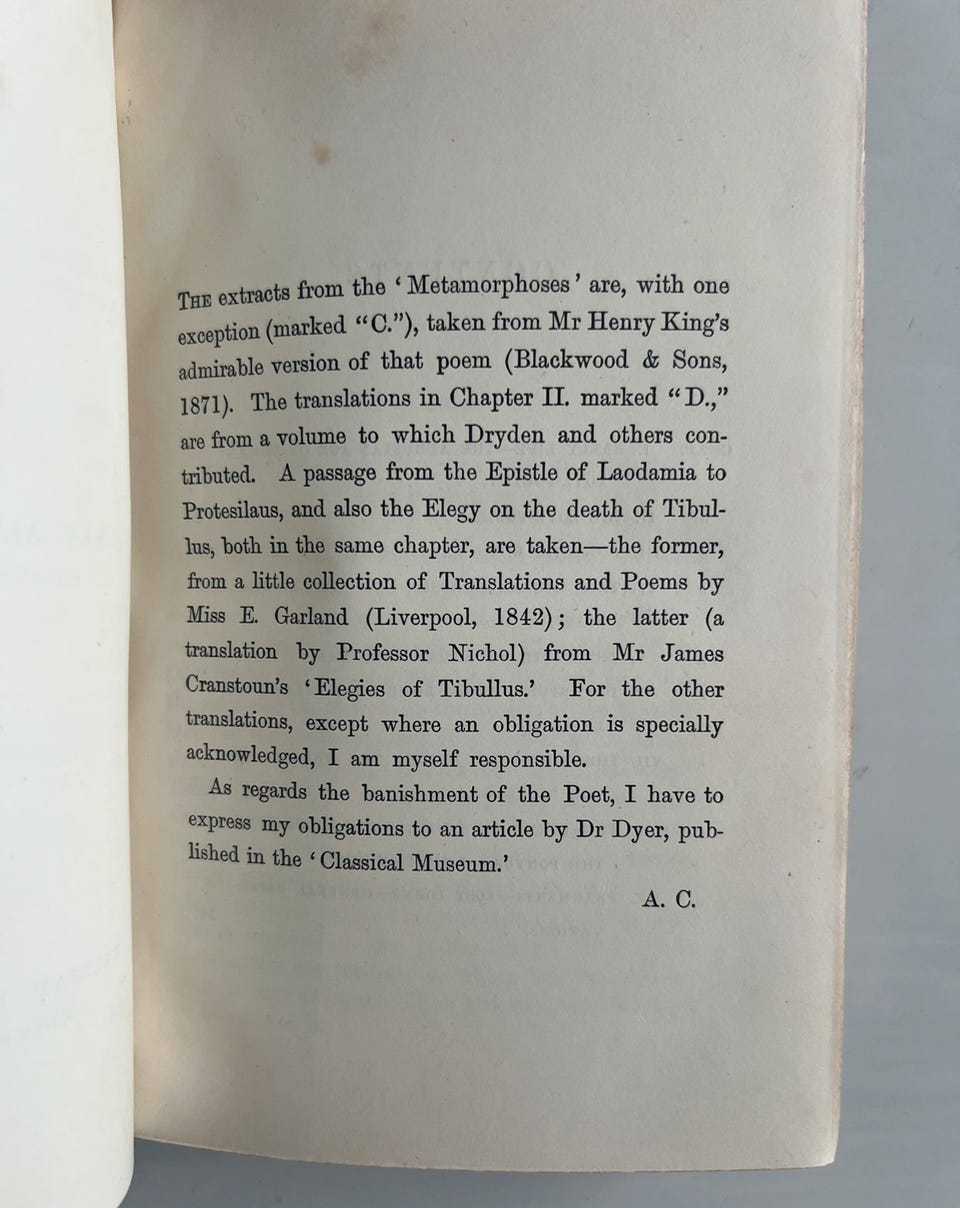 THE extracts from the ‘Metamorphoses’ are, with one
exception (marked “C.”), taken from Mr Henry King’s
admirable version of that poem (Blackwood & Sons,
1871). The translations in Chapter II. marked “D.,”
are from a volume to which Dryden and others con-
tributed. A passage from the Epistle of Laodamia to
Protesilaus, and also the Elegy on the death of Tibul-
lus, both in the same chapter, are taken—the former,
from a little collection of Translations and Poems by
Miss E. Garland (Liverpool, 1842); the latter (a
translation by Professor Nichol) from Mr James
Cranstoun’s ‘Elegies of Tibullus.’ For the other
translations, except where an obligation is specially
acknowledged, I am myself responsible.
As regards the banishment of the Poet, I have to
express my obligations to an article by Dr Dyer, pub-
lished in the ‘Classical Museum.’
A. C.